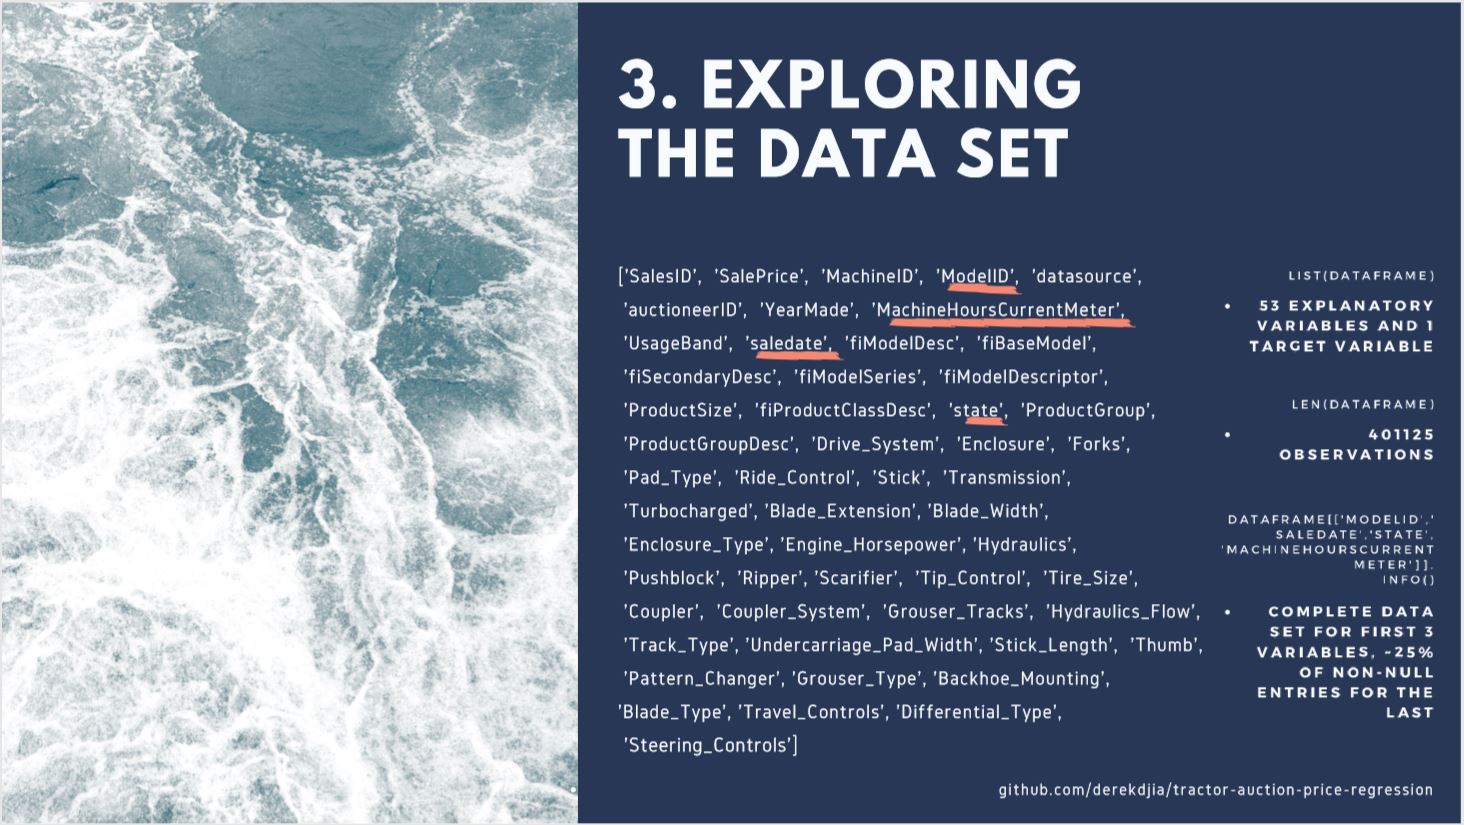 3. EXPLORING
THE DATA SET
['SalesID', 'SalePrice', 'MachineID', 'ModelID', 'datasource',
'auctioneerID', 'YearMade', 'MachineHoursCurrentMeter',
'UsageBand', 'saledate', 'fiModelDesc', 'fiBaseModel',
'fiSecondaryDesc', 'fiModelSeries', 'fiModelDescriptor',
'ProductSize', 'fiProductClassDesc', 'state', 'ProductGroup',
'ProductGroupDesc', 'Drive_System', 'Enclosure', 'Forks',
'Pad_Type', 'Ride_Control', 'Stick', 'Transmission',
'Turbocharged', 'Blade_Extension', 'Blade_Width',
'Enclosure_Type', 'Engine_Horsepower', 'Hydraulics',
'Pushblock', 'Ripper', 'Scarifier', 'Tip_Control', 'Tire_Size',
'Coupler', 'Coupler_System', 'Grouser_Tracks', 'Hydraulics_Flow',
'Track_Type', 'Undercarriage_Pad_Width', 'Stick_Length', 'Thumb',
'Pattern_Changer', 'Grouser_Type', 'Backhoe_Mounting',
'Blade_Type', 'Travel_Controls', 'Differential_Type',
'Steering_Controls']
LIST(DATAFRAME)
• 53 EXPLANATORY
VARIABLES AND 1
TARGET VARIABLE
LEN(DATAFRAME)
• 401125
OBSERVATIONS
DATAFRAME[['MODELID','
SALEDATE','STATE',
'MACHINEHOURSCURRENT
METER']].
INFO()
• COMPLETE DATA
SET FOR FIRST 3
VARIABLES, ~25%
OF NON-NULL
ENTRIES FOR THE
LAST
github.com/derekdjia/tractor-auction-price-regression